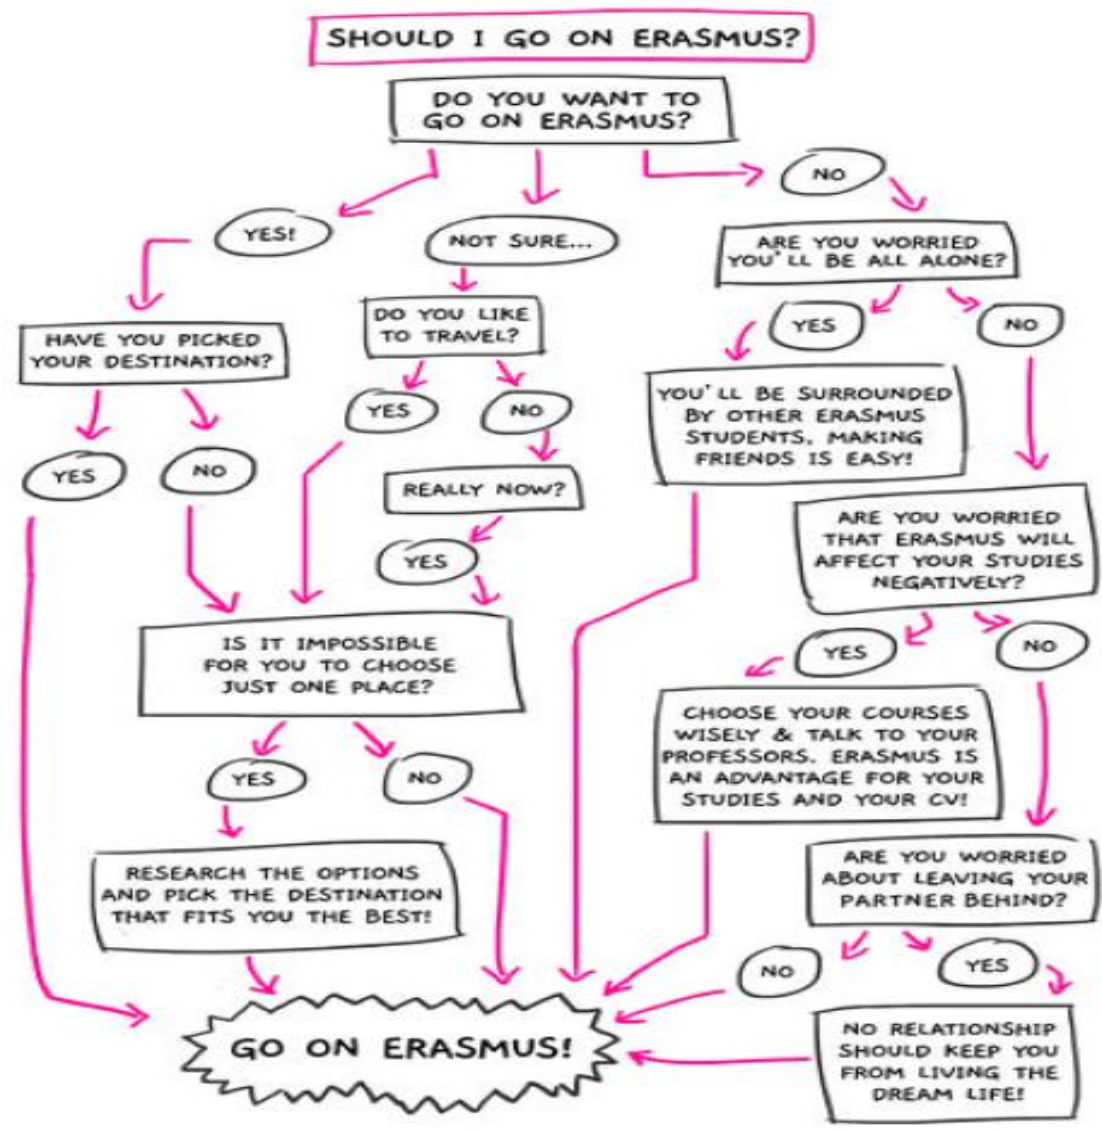 SHOULD I GO ON ERASMUS?
DO YOU WANT TO
GO ON ERASMUS?
YES!
NOT SURE...
NO
HAVE YOU PICKED
YOUR DESTINATION?
YES
NO
DO YOU LIKE
TO TRAVEL?
YES
NO
REALLY NOW?
YES
IS IT IMPOSSIBLE
FOR YOU TO CHOOSE
JUST ONE PLACE?
YES
NO
RESEARCH THE OPTIONS
AND PICK THE DESTINATION
THAT FITS YOU THE BEST!
ARE YOU WORRIED
YOU'LL BE ALL ALONE?
YES
NO
YOU'LL BE SURROUNDED
BY OTHER ERASMUS
STUDENTS. MAKING
FRIENDS IS EASY!
ARE YOU WORRIED
THAT ERASMUS WILL
AFFECT YOUR STUDIES
NEGATIVELY?
YES
NO
CHOOSE YOUR COURSES
WISELY & TALK TO YOUR
PROFESSORS. ERASMUS IS
AN ADVANTAGE FOR YOUR
STUDIES AND YOUR CV!
ARE YOU WORRIED
ABOUT LEAVING YOUR
PARTNER BEHIND?
NO
YES
NO RELATIONSHIP
SHOULD KEEP YOU
FROM LIVING THE
DREAM LIFE!
GO ON ERASMUS!